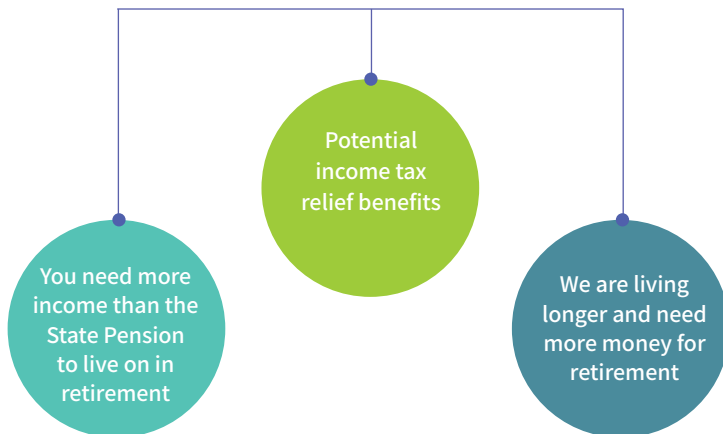 Potential
income tax
relief benefits
You need more
income than the
State Pension
to live on in
retirement
We are living
longer and need
more money for
retirement